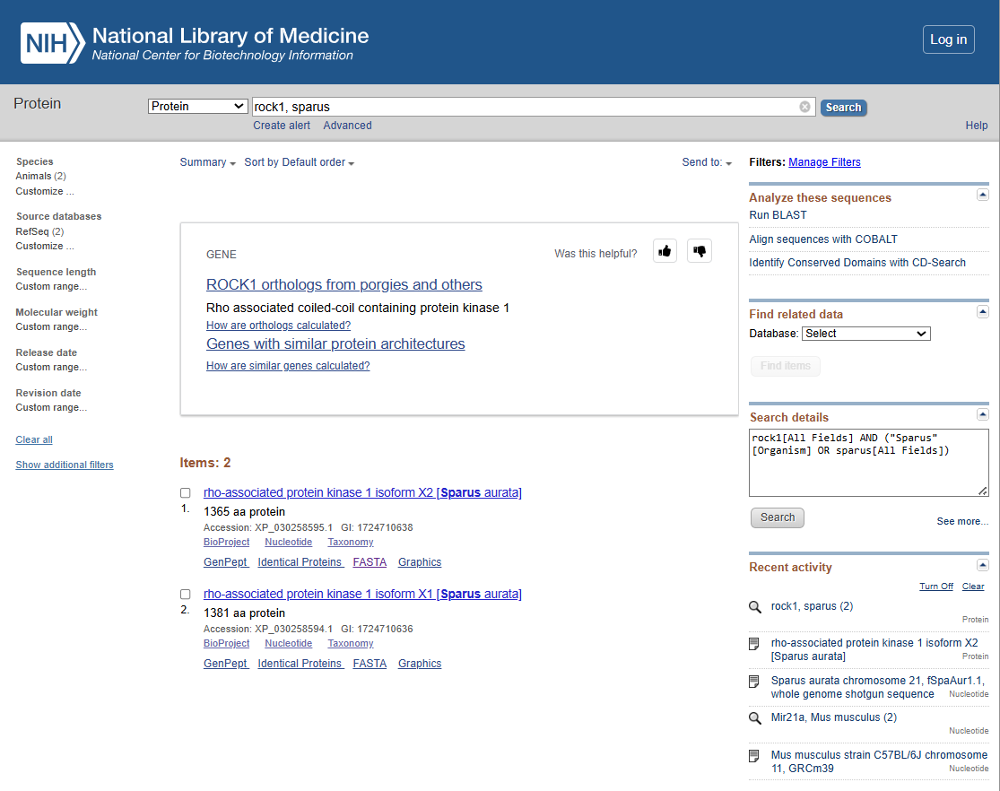 NIH National Library of Medicine
National Center for Biotechnology Information
Log in
Protein
Protein
rock1, sparus
Search
Create alert Advanced
Help
Species
Animals (2)
Customize ...
Source databases
RefSeq (2)
Customize ...
Sequence length
Custom range...
Molecular weight
Custom range...
Release date
Custom range...
Revision date
Custom range...
Clear all
Show additional filters
Summary Sort by Default order
Send to:
GENE
Was this helpful?
ROCK1 orthologs from porgies and others
Rho associated coiled-coil containing protein kinase 1
How are orthologs calculated?
Genes with similar protein architectures
How are similar genes calculated?
Items: 2
rho-associated protein kinase 1 isoform X2 [Sparus aurata]
1.
1365 aa protein
Accession: XP_030258595.1 GI: 1724710638
BioProject Nucleotide Taxonomy
GenPept Identical Proteins FASTA Graphics
rho-associated protein kinase 1 isoform X1 [Sparus aurata]
2.
1381 aa protein
Accession: XP_030258594.1 GI: 1724710636
BioProject Nucleotide Taxonomy
GenPept Identical Proteins FASTA Graphics
Filters: Manage Filters
Analyze these sequences
Run BLAST
Align sequences with COBALT
Identify Conserved Domains with CD-Search
Find related data
Database: Select
Find items
Search details
rock1[All Fields] AND ("Sparus"
[Organism] OR sparus[All Fields])
Search
See more...
Recent activity
Turn Off Clear
rock1, sparus (2)
Protein
rho-associated protein kinase 1 isoform X2
[Sparus aurata]
Protein
Sparus aurata chromosome 21, fSpaAur1.1,
whole genome shotgun sequence
Nucleotide
Mir21a, Mus musculus (2)
Nucleotide
Mus musculus strain C57BL/6J chromosome
11, GRCm39
Nucleotide